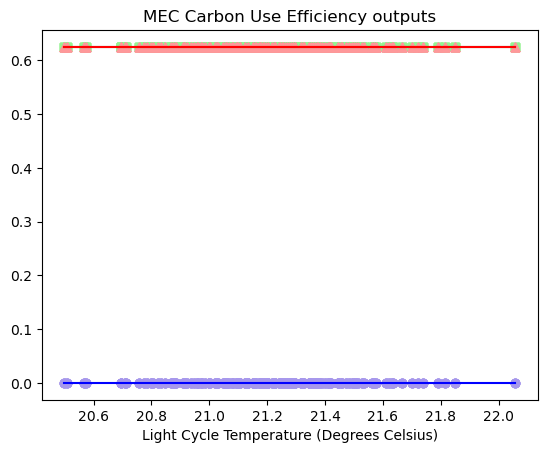 MEC Carbon Use Efficiency outputs
0.6
0.5
0.4
0.3
0.2
0.1
0.0
20.6 20.8 21.0 21.2 21.4 21.6 21.8 22.0
Light Cycle Temperature (Degrees Celsius)